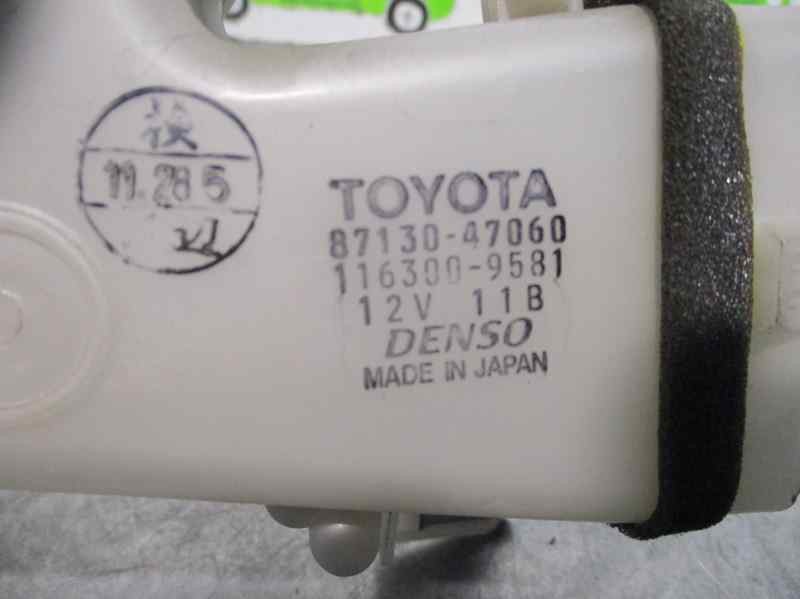 検
11.28 5
TOYOTA
87130-47060
116300-9581
12V 11B
DENSO
MADE IN JAPAN